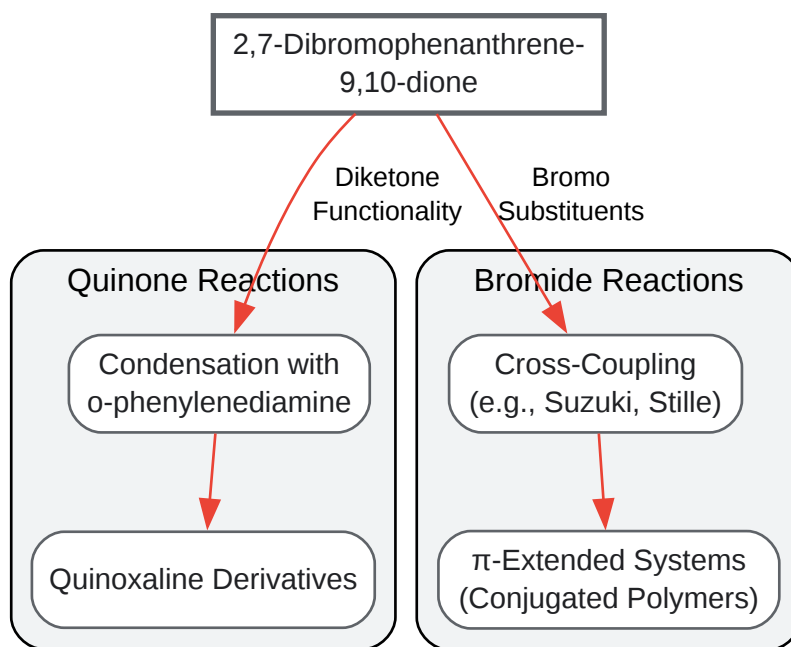 2,7-Dibromophenanthrene-
9,10-dione
Diketone
Functionality
Bromo
Substituents
Quinone Reactions
Condensation with
o-phenylenediamine
Quinoxaline Derivatives
Bromide Reactions
Cross-Coupling
(e.g., Suzuki, Stille)
π-Extended Systems
(Conjugated Polymers)